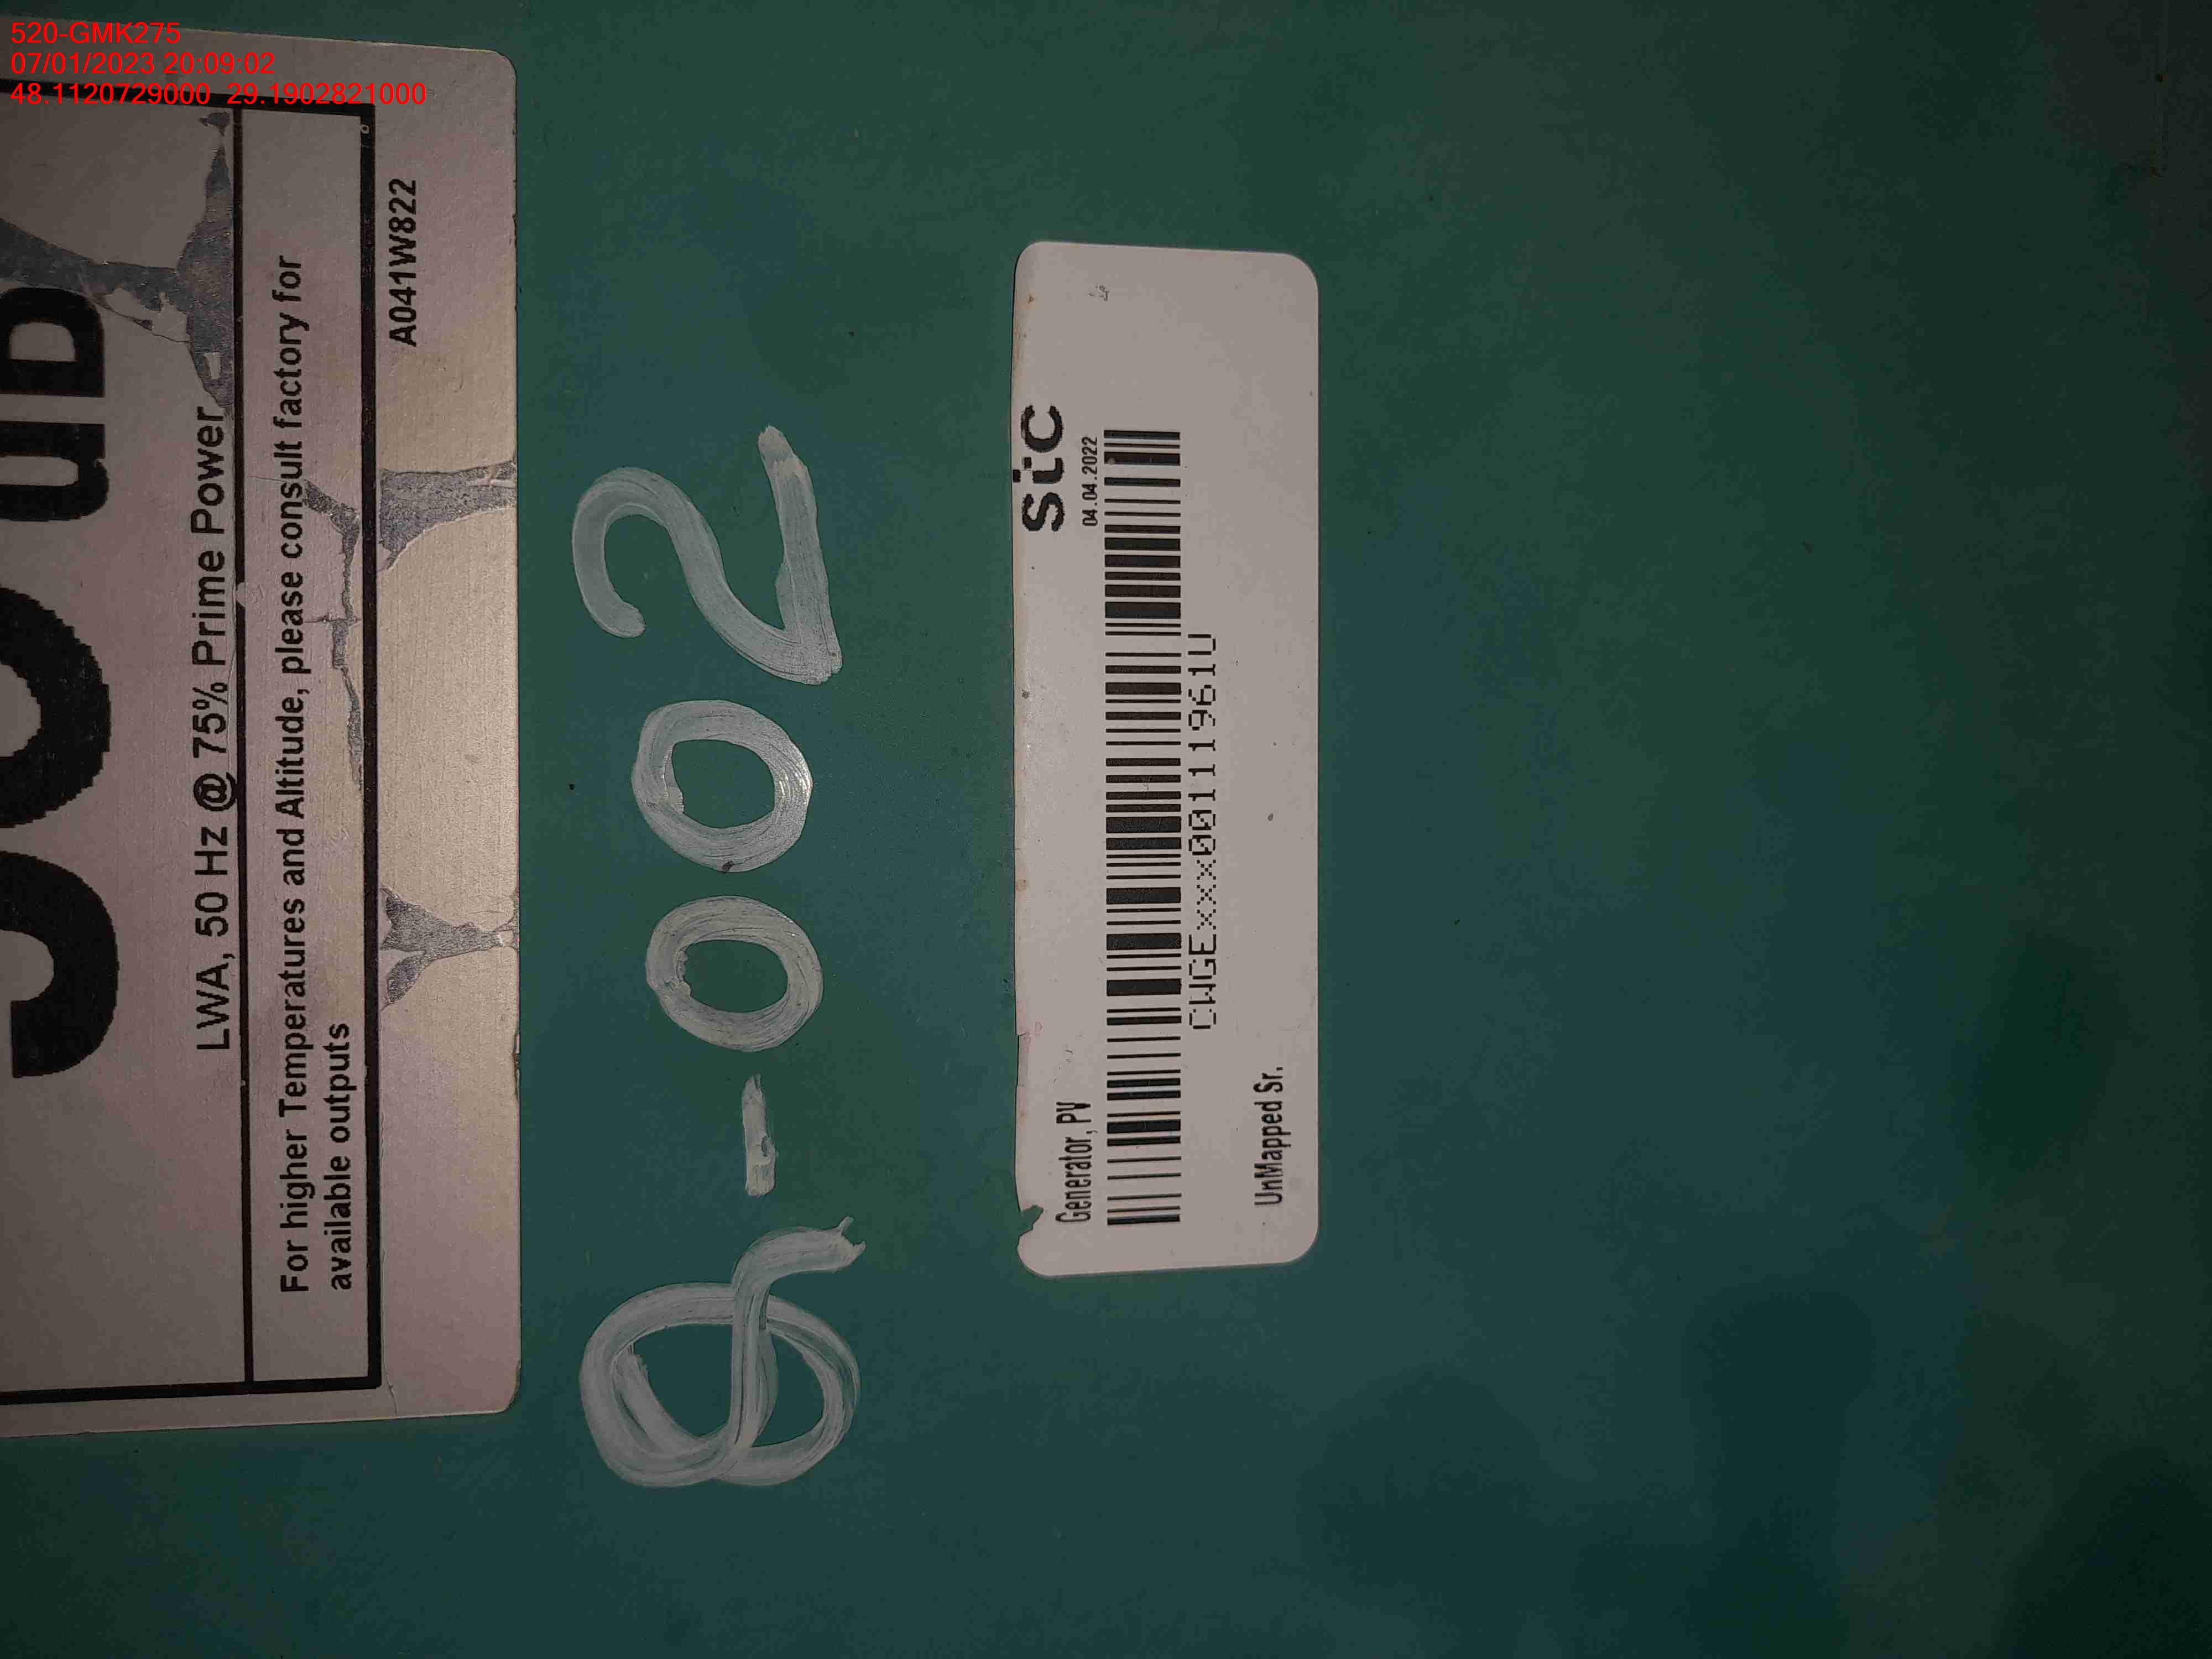 520-GMK275
07/01/2023 20:09:02
48.1120729000 29.1902821000
LWA, 50 Hz @ 75% Prime Power
For higher Temperatures and Altitude, please consult factory for
available outputs
A041W822
Q-002
stc
Generator, PV
04.04.2022
CWGExxxx00111961U
UnMapped Sr.